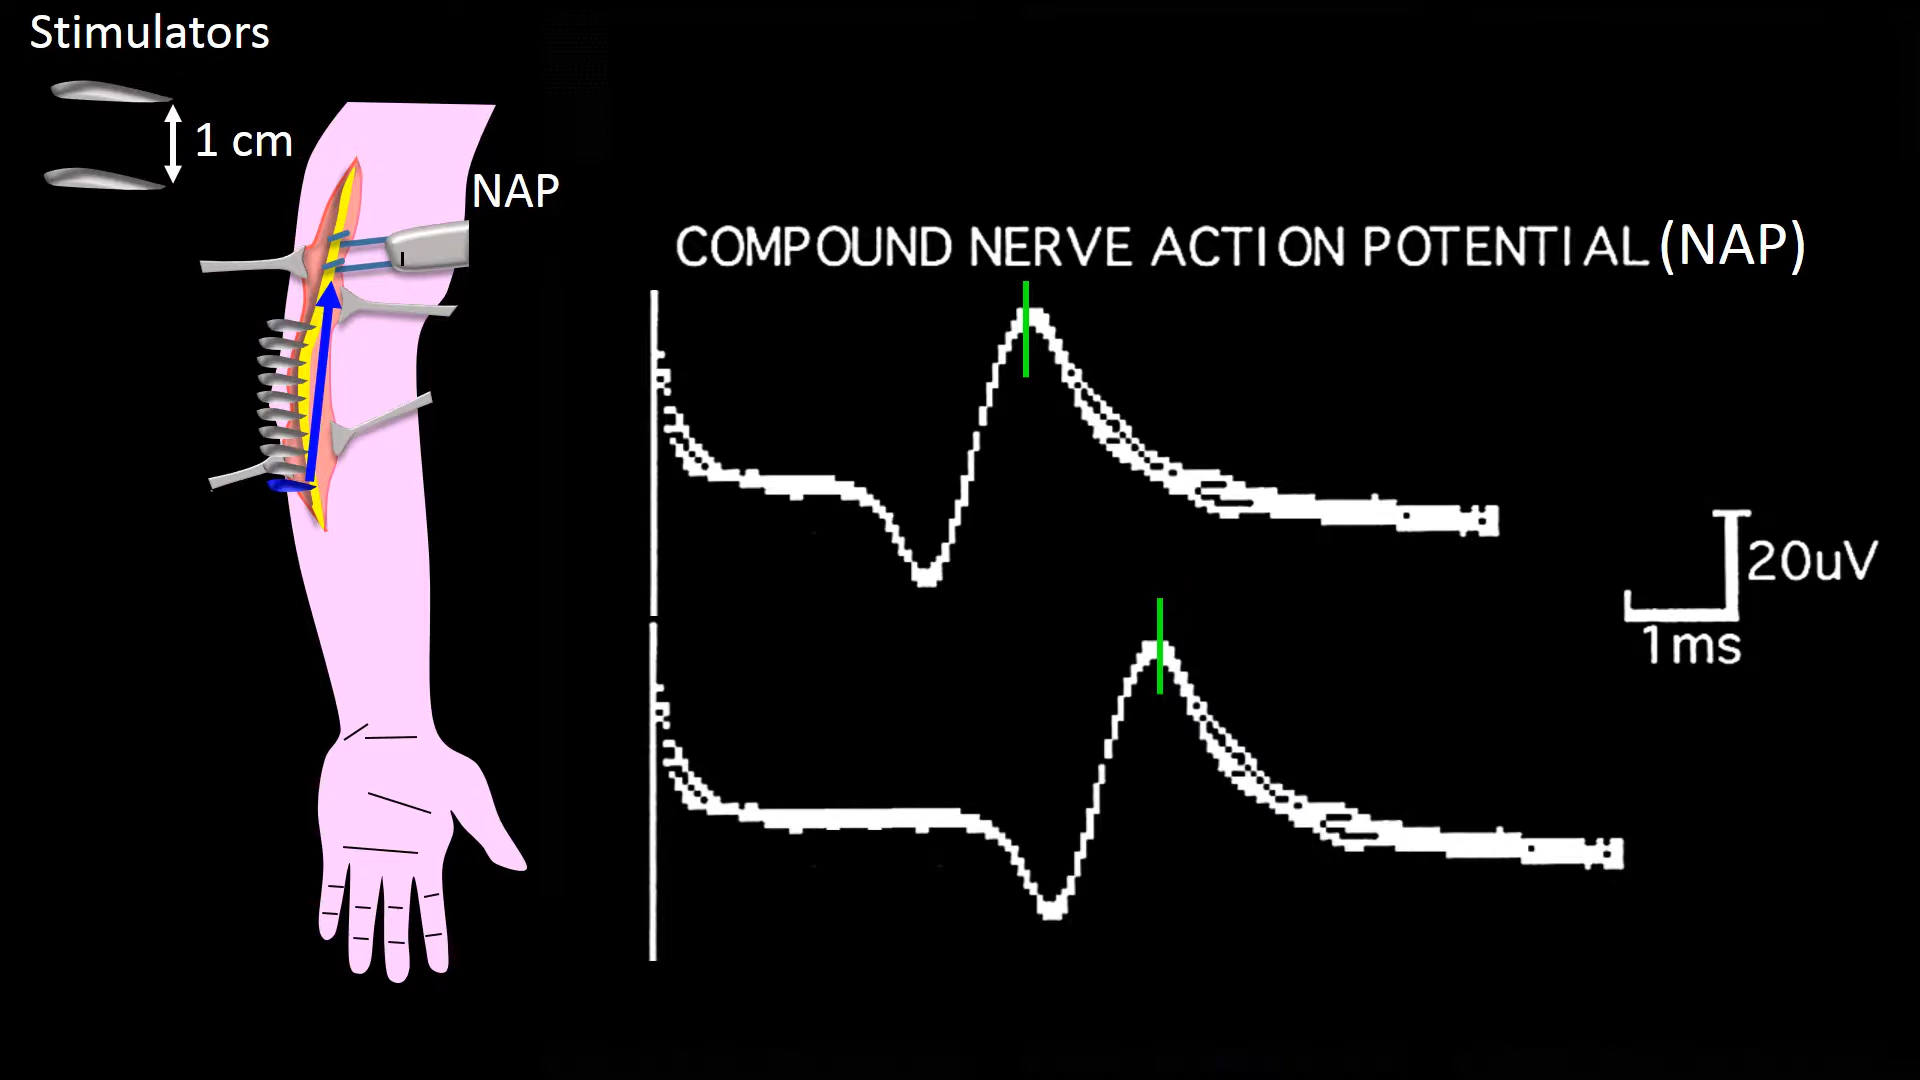 Stimulators
1 cm
NAP
COMPOUND NERVE ACTION POTENTIAL (NAP)
20uV
1ms